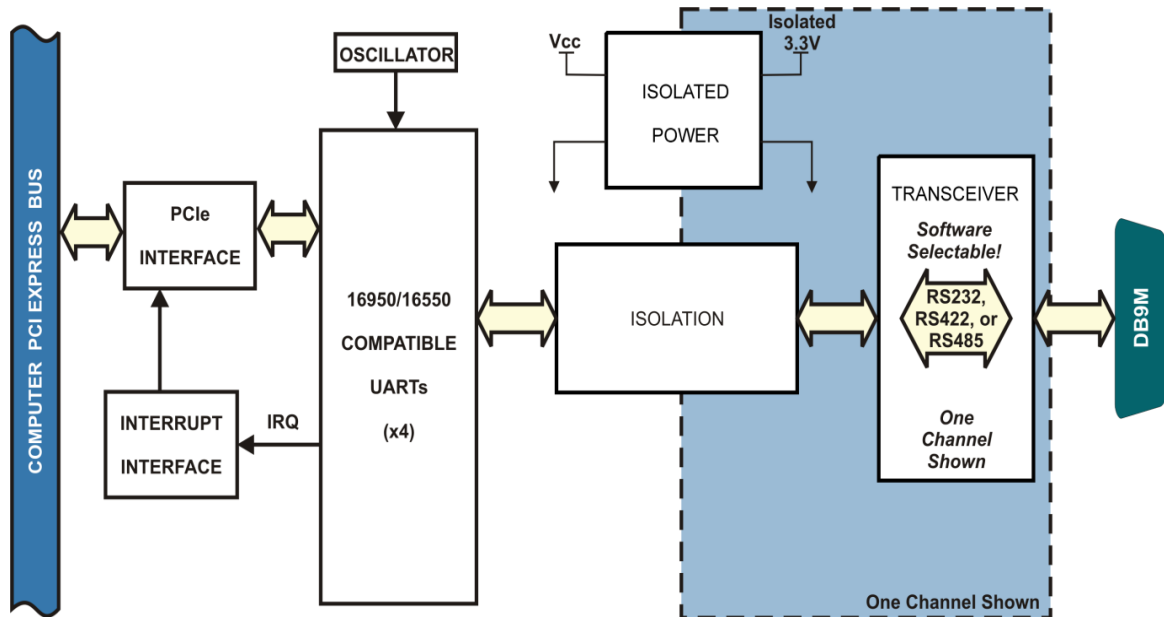 COMPUTER PCI EXPRESS BUS
PCIe
INTERFACE
INTERRUPT
INTERFACE
IRQ
OSCILLATOR
16950/16550
COMPATIBLE
UARTs
(x4)
Vcc
ISOLATED
POWER
Isolated
3.3V
ISOLATION
TRANSCEIVER
Software
Selectable!
RS232,
RS422, or
RS485
One
Channel
Shown
DB9M
One Channel Shown